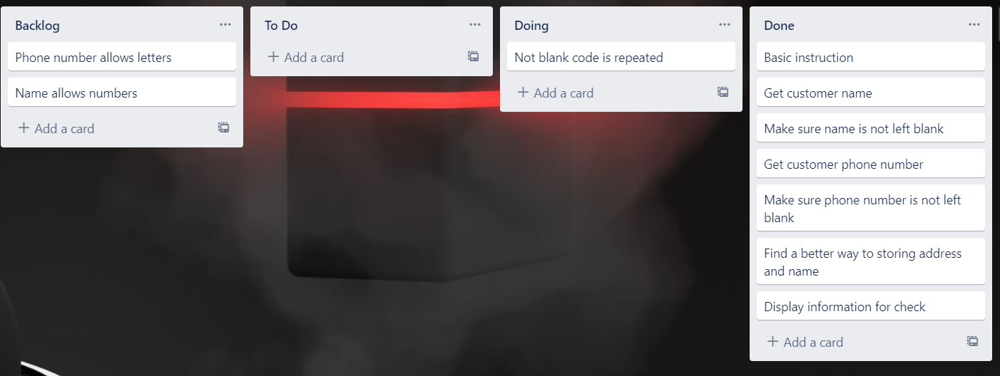 Backlog
Phone number allows letters
Name allows numbers
+ Add a card
To Do
+ Add a card
Doing
Not blank code is repeated
+ Add a card
Done
Basic instruction
Get customer name
Make sure name is not left blank
Get customer phone number
Make sure phone number is not left
blank
Find a better way to storing address
and name
Display information for check
+ Add a card